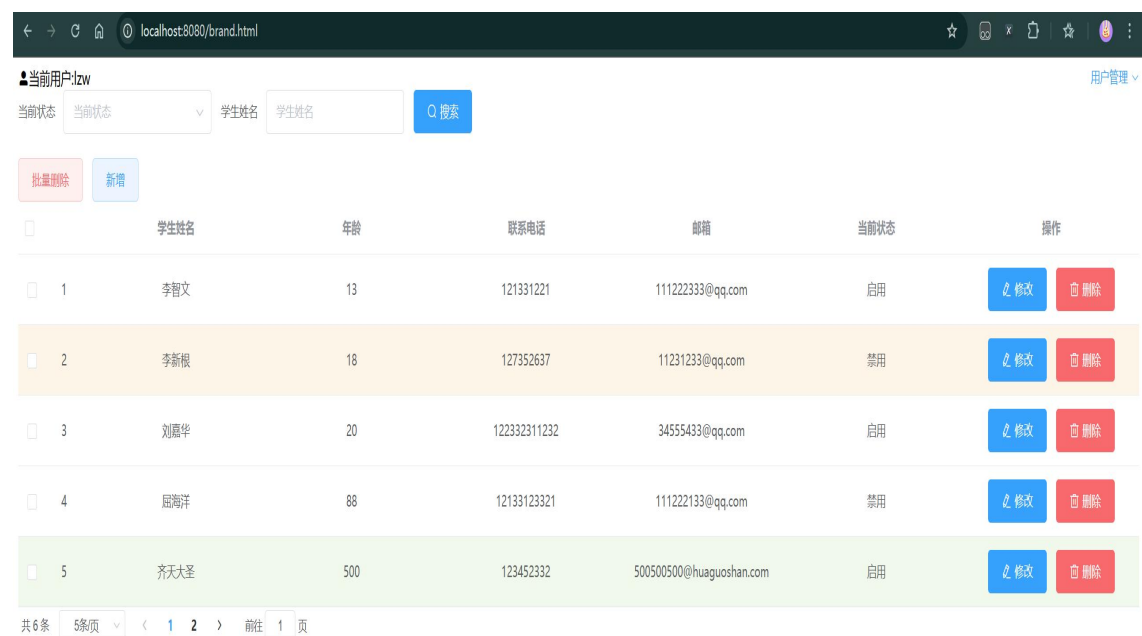 localhost:8080/brand.html
当前用户:lzw 用户管理
当前状态 当前状态 学生姓名 学生姓名 搜索
批量删除 新增
学生姓名 年龄 联系电话 邮箱 当前状态 操作
1 李智文 13 121331221 111222333@qq.com 启用 修改 删除
2 李新根 18 127352637 11231233@qq.com 禁用 修改 删除
3 刘嘉华 20 122332311232 34555433@qq.com 启用 修改 删除
4 屈海洋 88 12133123321 111222133@qq.com 禁用 修改 删除
5 齐天大圣 500 123452332 500500500@huaguoshan.com 启用 修改 删除
共 6 条 5条/页 1 2 前往 1 页